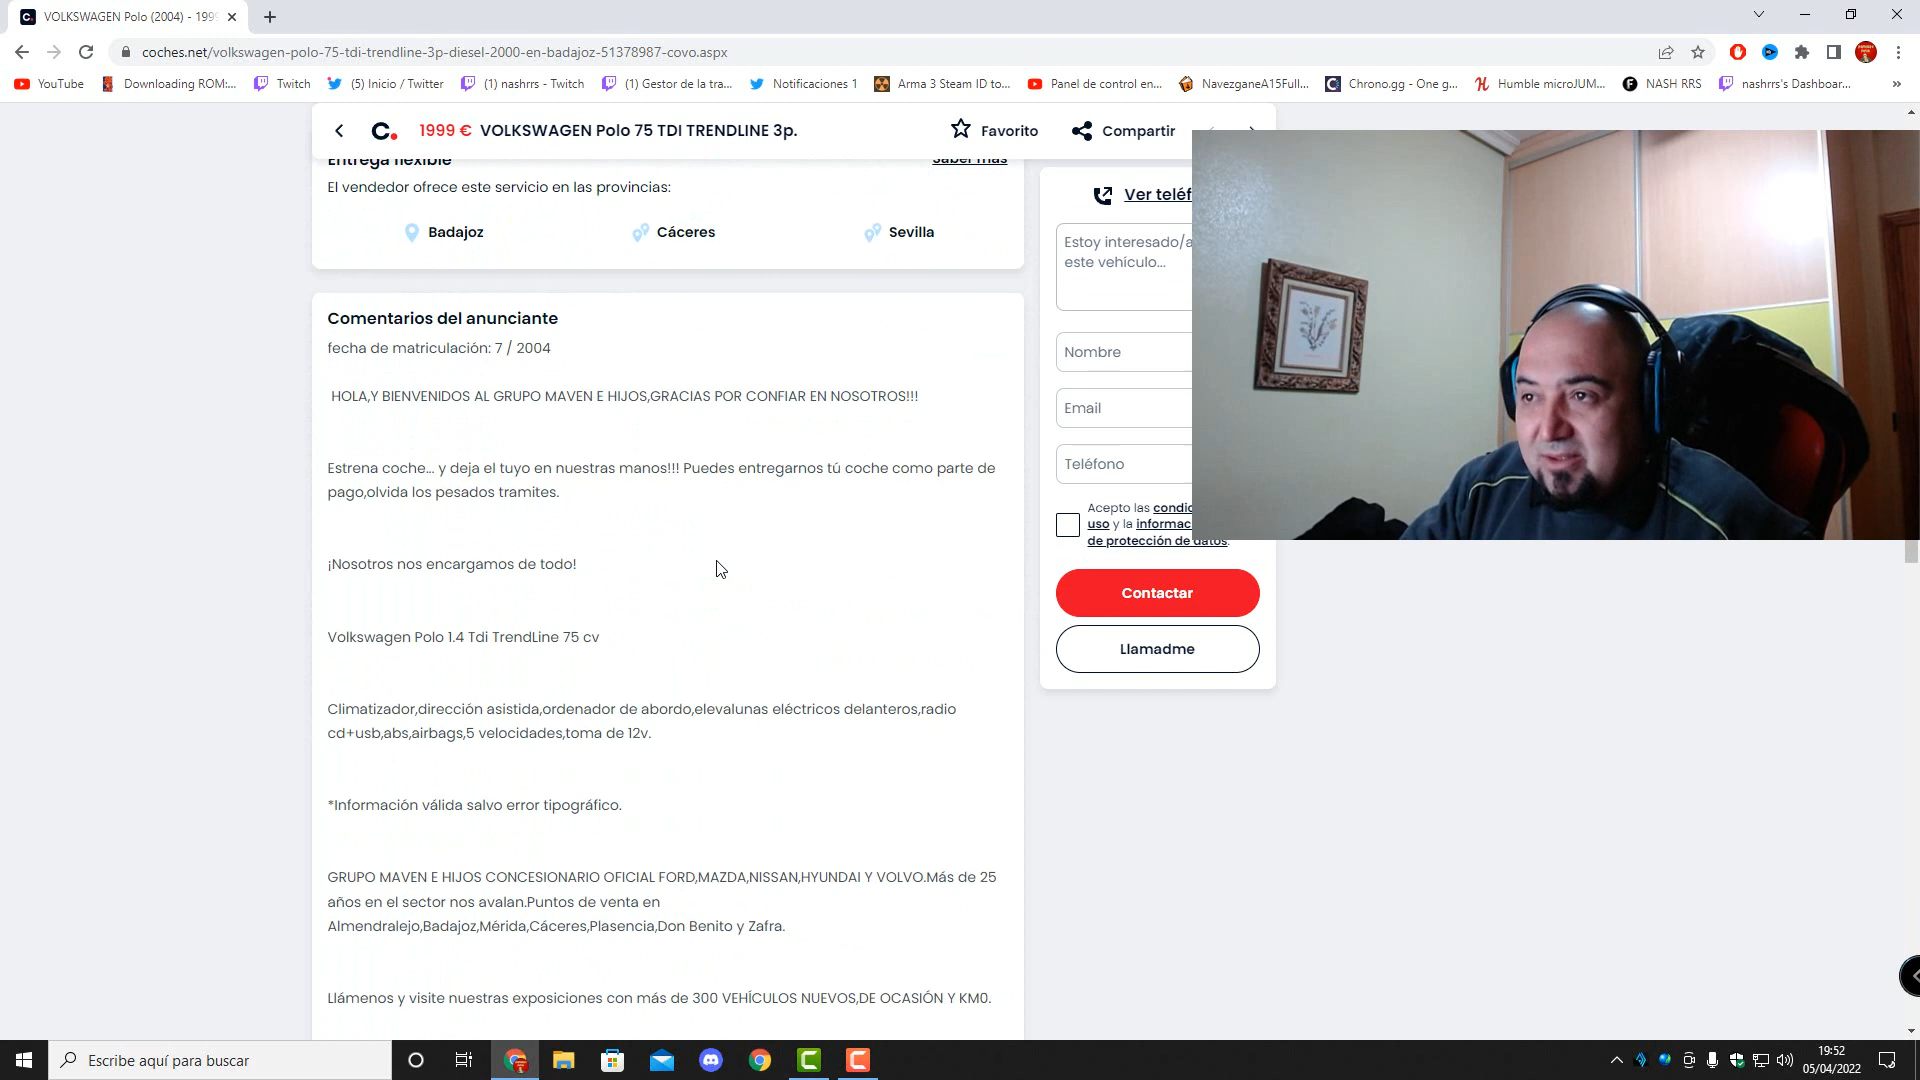 VOLKSWAGEN Polo (2004) - 1999
coches.net/volkswagen-polo-75-tdi-trendline-3p-diesel-2000-en-badajoz-51378987-covo.aspx
YouTube
Downloading ROM:...
Twitch
(5) Inicio / Twitter
(1) nashrrs - Twitch
(1) Gestor de la tra...
Notificaciones 1
Arma 3 Steam ID to...
Panel de control en...
NavezganeA15Full...
Chrono.gg - One g...
Humble microJUM...
NASH RRS
nashrrs's Dashboar...
»
C.
1999 € VOLKSWAGEN Polo 75 TDI TRENDLINE 3p.
Favorito
Compartir
Entrega flexible
Saber más
El vendedor ofrece este servicio en las provincias:
Badajoz
Cáceres
Sevilla
Comentarios del anunciante
fecha de matriculación: 7 / 2004
HOLA,Y BIENVENIDOS AL GRUPO MAVEN E HIJOS,GRACIAS POR CONFIAR EN NOSOTROS!!!
Estrena coche... y deja el tuyo en nuestras manos!!! Puedes entregarnos tú coche como parte de
pago,olvida los pesados tramites.
¡Nosotros nos encargamos de todo!
Volkswagen Polo 1.4 Tdi TrendLine 75 cv
Climatizador,dirección asistida,ordenador de abordo,elevalunas eléctricos delanteros,radio
cd+usb,abs,airbags,5 velocidades,toma de 12v.
*Información válida salvo error tipográfico.
GRUPO MAVEN E HIJOS CONCESIONARIO OFICIAL FORD,MAZDA,NISSAN,HYUNDAI Y VOLVO.Más de 25
años en el sector nos avalan.Puntos de venta en
Almendralejo,Badajoz,Mérida,Cáceres,Plasencia,Don Benito y Zafra.
Llámenos y visite nuestras exposiciones con más de 300 VEHÍCULOS NUEVOS,DE OCASIÓN Y KM0.
Ver teléf
Estoy interesado/a
este vehículo...
Nombre
Email
Teléfono
Acepto las condic
uso y la informac
de protección de datos.
Contactar
Llamadme
Escribe aquí para buscar
19:52
05/04/2022